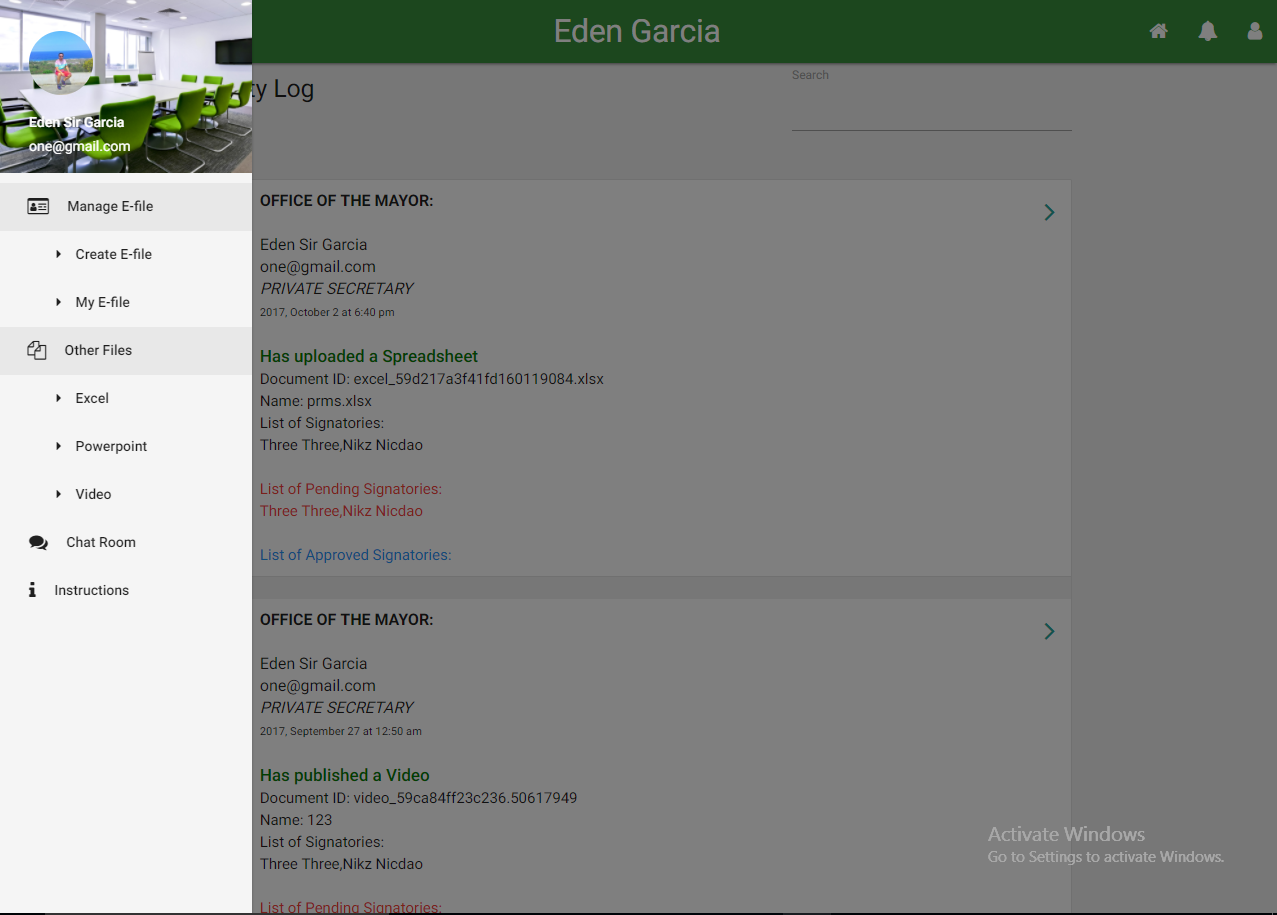 Eden Garcia
Eden Sir Garcia
one@gmail.com
Manage E-file
Create E-file
My E-file
Other Files
Excel
Powerpoint
Video
Chat Room
Instructions
ty Log
Search
OFFICE OF THE MAYOR:
Eden Sir Garcia
one@gmail.com
PRIVATE SECRETARY
2017, October 2 at 6:40 pm
Has uploaded a Spreadsheet
Document ID: excel_59d217a3f41fd160119084.xlsx
Name: prms.xlsx
List of Signatories:
Three Three,Nikz Nicdao
List of Pending Signatories:
Three Three,Nikz Nicdao
List of Approved Signatories:
OFFICE OF THE MAYOR:
Eden Sir Garcia
one@gmail.com
PRIVATE SECRETARY
2017, September 27 at 12:50 am
Has published a Video
Document ID: video_59ca84ff23c236.50617949
Name: 123
List of Signatories:
Three Three,Nikz Nicdao
List of Pending Signatories:
Activate Windows
Go to Settings to activate Windows.